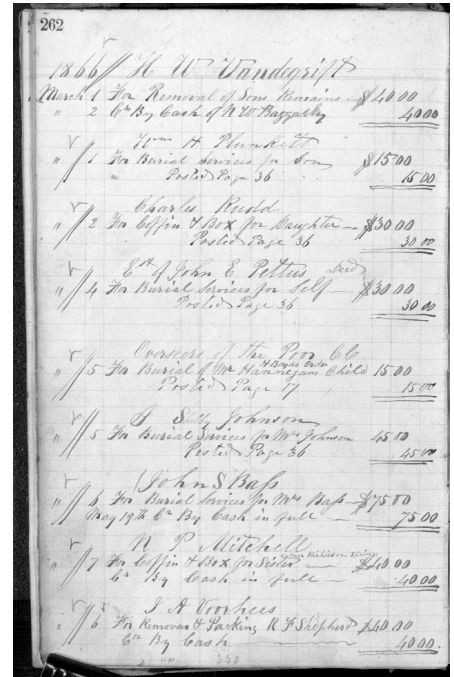 262
1866 H Wm Vandegrift
March 1 For Removal of Sons Remains $40 00
" 2 Cr By Cash of R W Baggatby 40 00
Wm H Plunkett
" 1 For Burial Services for Son $15 00
" Posted Page 36 15 00
Charles Rudd
" 2 For Coffin & Box for Daughter $30 00
Posted Page 36 30 00
Est of John E Pettus Decd
" 4 For Burial Services for Self $30 00
Posted Page 36 30 00
Overseers of the Poor CC
" 5 For Burial of Mr Hannegans Child 15 00
Posted Page 17 15 00
Johnson
" 5 For Burial Services for Mrs Johnson 45 00
Posted Page 36 45 00
John S Bass
" 6 For Burial Services for Mrs Bass $75 00
May 19th Cr By Cash in full 75 00
R P Mitchell
" 7 For Coffin & Box for Sister $40 00
Cr By Cash in full 40 00
J A Voorhees
" 6 For Removal & Packing R F Shepherd $40 00
Cr By Cash 40 00
330